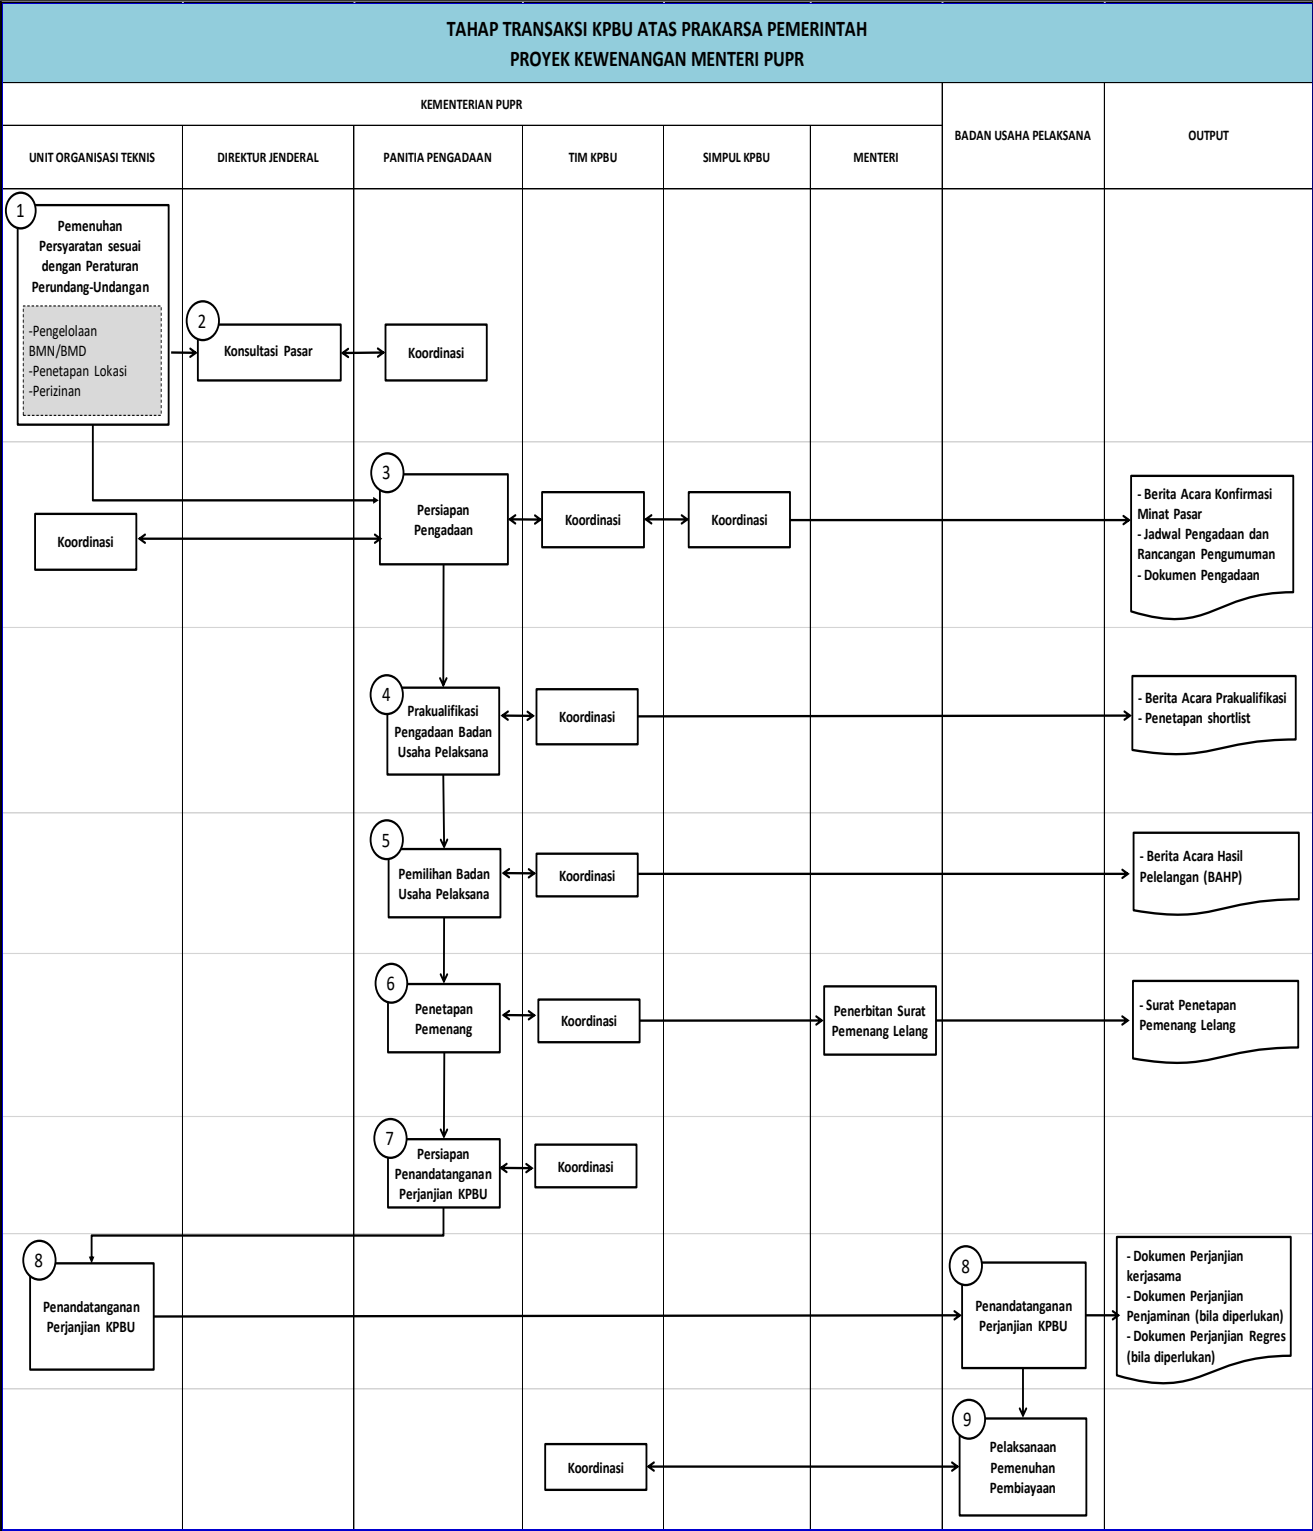 TAHAP TRANSAKSI KPBU ATAS PRAKARSA PEMERINTAH
PROYEK KEWENANGAN MENTERI PUPR
KEMENTERIAN PUPR
BADAN USAHA PELAKSANA
OUTPUT
UNIT ORGANISASI TEKNIS
DIREKTUR JENDERAL
PANITIA PENGADAAN
TIM KPBU
SIMPUL KPBU
MENTERI
1
Pemenuhan
Persyaratan sesuai
dengan Peraturan
Perundang-Undangan
-Pengelolaan
BMN/BMD
-Penetapan Lokasi
-Perizinan
2
Konsultasi Pasar
Koordinasi
3
Persiapan
Pengadaan
Koordinasi
Koordinasi
Koordinasi
- Berita Acara Konfirmasi
Minat Pasar
- Jadwal Pengadaan dan
Rancangan Pengumuman
- Dokumen Pengadaan
4
Prakualifikasi
Pengadaan Badan
Usaha Pelaksana
Koordinasi
- Berita Acara Prakualifikasi
- Penetapan shortlist
5
Pemilihan Badan
Usaha Pelaksana
Koordinasi
- Berita Acara Hasil
Pelelangan (BAHP)
6
Penetapan
Pemenang
Koordinasi
Penerbitan Surat
Pemenang Lelang
- Surat Penetapan
Pemenang Lelang
7
Persiapan
Penandatanganan
Perjanjian KPBU
Koordinasi
8
Penandatanganan
Perjanjian KPBU
8
Penandatanganan
Perjanjian KPBU
- Dokumen Perjanjian
kerjasama
- Dokumen Perjanjian
Penjaminan (bila diperlukan)
- Dokumen Perjanjian Regres
(bila diperlukan)
9
Pelaksanaan
Pemenuhan
Pembiayaan
Koordinasi